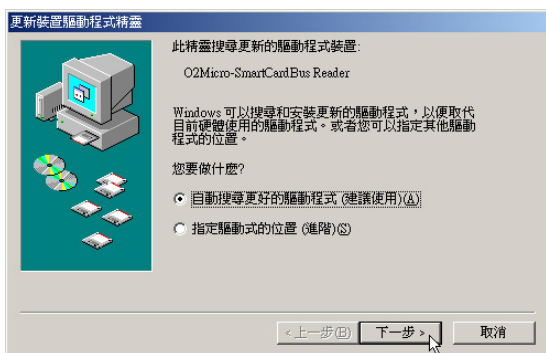 更新裝置驅動程式精靈
此精靈搜尋更新的驅動程式裝置:
O2Micro-SmartCardBus Reader
Windows 可以搜尋和安裝更新的驅動程式，以便取代
目前硬體使用的驅動程式。或者您可以指定其他驅動
程式的位置。
您要做什麼?
自動搜尋更好的驅動程式 (建議使用)(A)
指定驅動式的位置 (進階)(S)
<上一步(B) 下一步> 取消